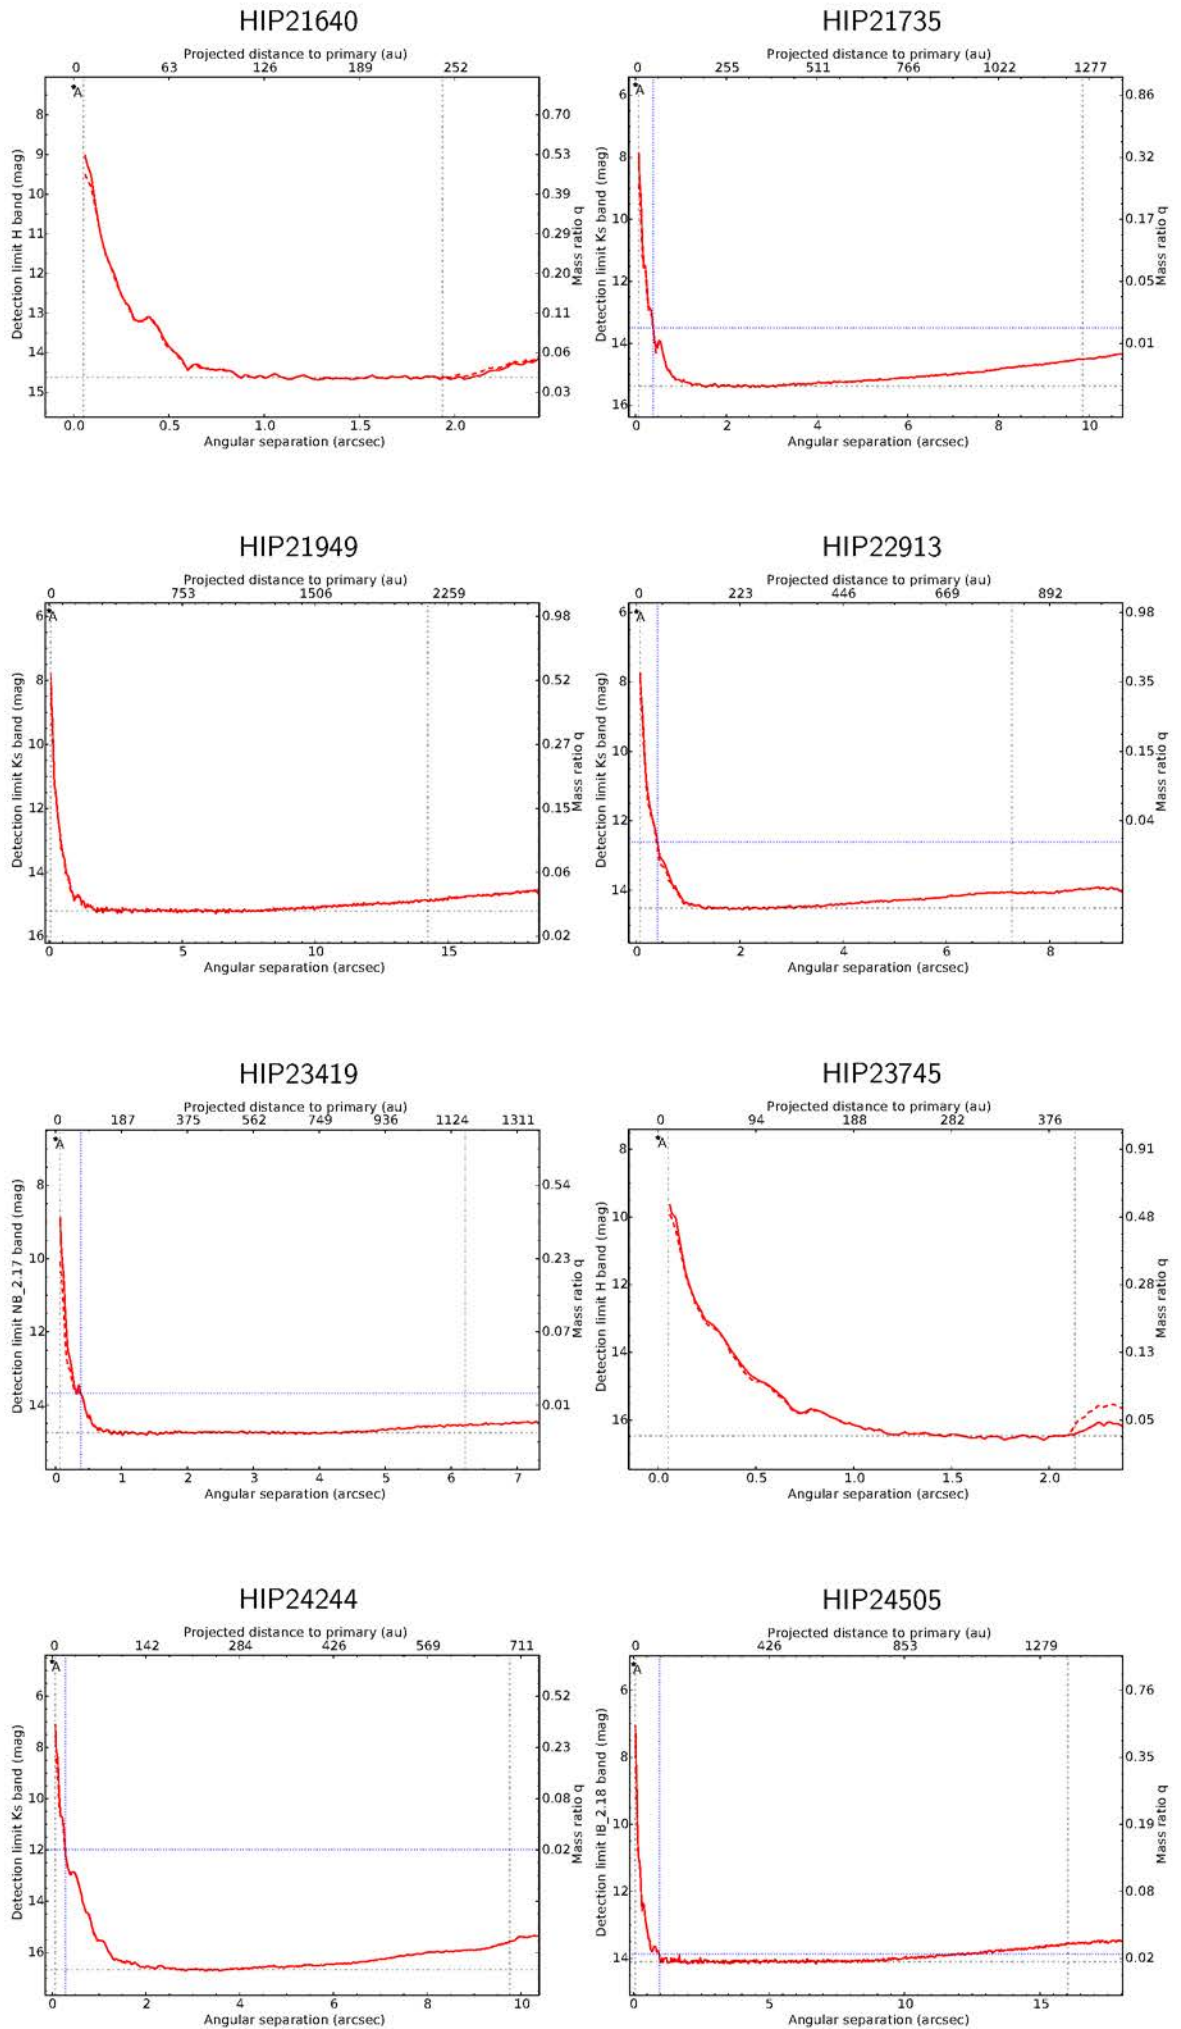 HIP21640
Projected distance to primary (au)
0 63 126 189 252
A
Detection limit H band (mag)
8 9 10 11 12 13 14 15
0.70 0.53 0.39 0.29 0.20 0.11 0.06 0.03
Mass ratio q
0.0 0.5 1.0 1.5 2.0
Angular separation (arcsec)
HIP21735
Projected distance to primary (au)
0 255 511 766 1022 1277
A
Detection limit Ks band (mag)
6 8 10 12 14 16
0.86 0.32 0.17 0.05 0.01
Mass ratio q
0 2 4 6 8 10
Angular separation (arcsec)
HIP21949
Projected distance to primary (au)
0 753 1506 2259
A
Detection limit Ks band (mag)
6 8 10 12 14 16
0.98 0.52 0.27 0.15 0.06 0.02
Mass ratio q
0 5 10 15
Angular separation (arcsec)
HIP22913
Projected distance to primary (au)
0 223 446 669 892
A
Detection limit Ks band (mag)
6 8 10 12 14
0.98 0.35 0.15 0.04
Mass ratio q
0 2 4 6 8
Angular separation (arcsec)
HIP23419
Projected distance to primary (au)
0 187 375 562 749 936 1124 1311
A
Detection limit NB_2.17 band (mag)
8 10 12 14
0.54 0.23 0.07 0.01
Mass ratio q
0 1 2 3 4 5 6 7
Angular separation (arcsec)
HIP23745
Projected distance to primary (au)
0 94 188 282 376
A
Detection limit H band (mag)
8 10 12 14 16
0.91 0.48 0.28 0.13 0.05
Mass ratio q
0.0 0.5 1.0 1.5 2.0
Angular separation (arcsec)
HIP24244
Projected distance to primary (au)
0 142 284 426 569 711
A
Detection limit Ks band (mag)
6 8 10 12 14 16
0.52 0.23 0.08 0.02
Mass ratio q
0 2 4 6 8 10
Angular separation (arcsec)
HIP24505
Projected distance to primary (au)
0 426 853 1279
A
Detection limit IB_2.18 band (mag)
6 8 10 12 14
0.76 0.35 0.19 0.08 0.02
Mass ratio q
0 5 10 15
Angular separation (arcsec)